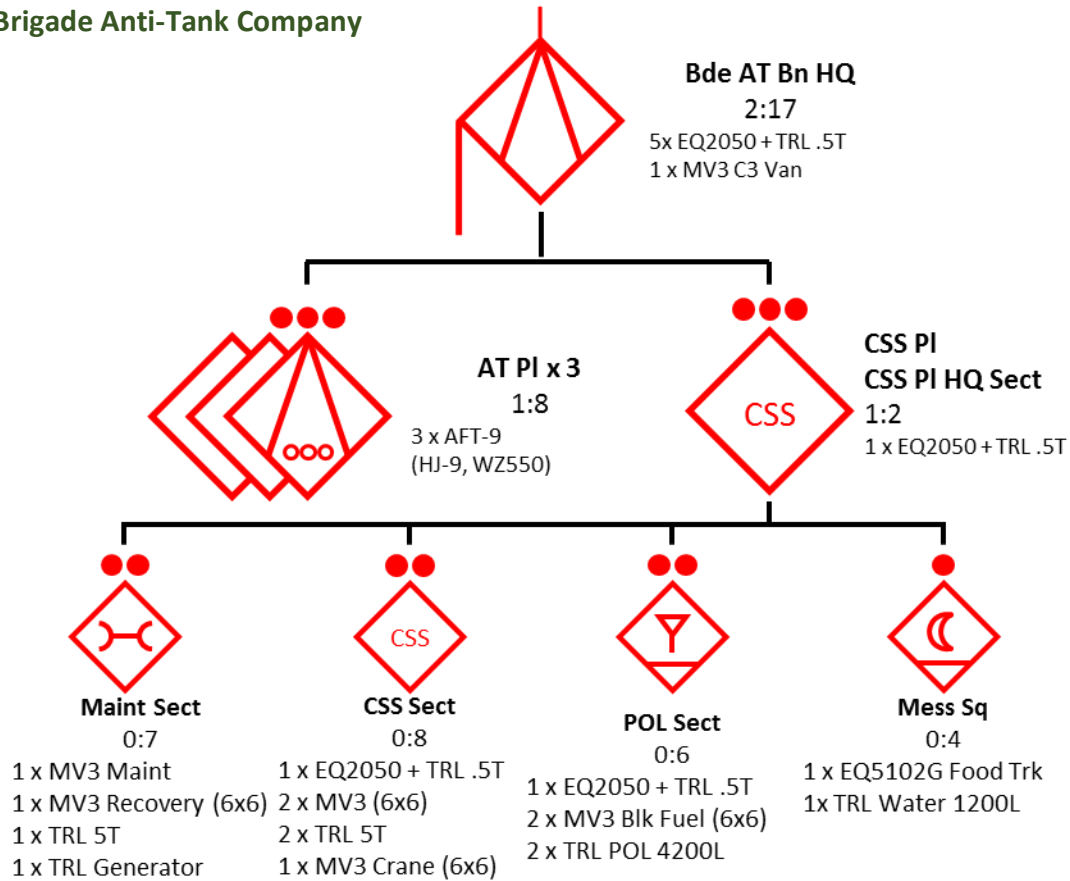 Brigade Anti-Tank Company
Bde AT Bn HQ
2:17
5x EQ2050 + TRL .5T
1 x MV3 C3 Van
AT Pl x 3
1:8
3 x AFT-9
(HJ-9, WZ550)
CSS
CSS Pl
CSS Pl HQ Sect
1:2
1 x EQ2050 + TRL .5T
Maint Sect
0:7
1 x MV3 Maint
1 x MV3 Recovery (6x6)
1 x TRL 5T
1 x TRL Generator
CSS
CSS Sect
0:8
1 x EQ2050 + TRL .5T
2 x MV3 (6x6)
2 x TRL 5T
1 x MV3 Crane (6x6)
POL Sect
0:6
1 x EQ2050 + TRL .5T
2 x MV3 Blk Fuel (6x6)
2 x TRL POL 4200L
Mess Sq
0:4
1 x EQ5102G Food Trk
1x TRL Water 1200L